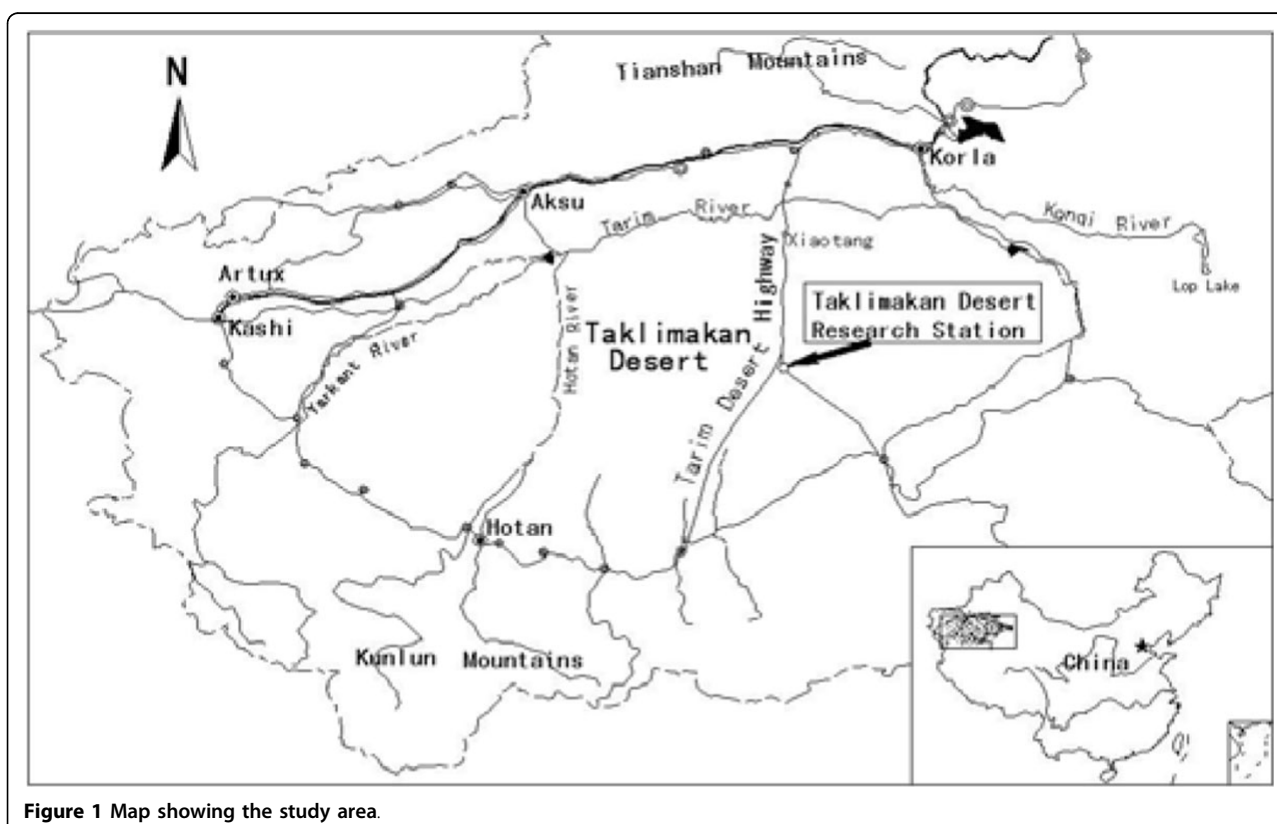 N
Tianshan Mountains
Korla
Aksu
Tarim River
Konqi River
Xiaotang
Artux
Kashi
Lop Lake
Taklimakan Desert
Research Station
Taklimakan
Desert
Hotan River
Tarim Desert Highway
Yarkant River
Hotan
Kunlun Mountains
China
Figure 1 Map showing the study area.